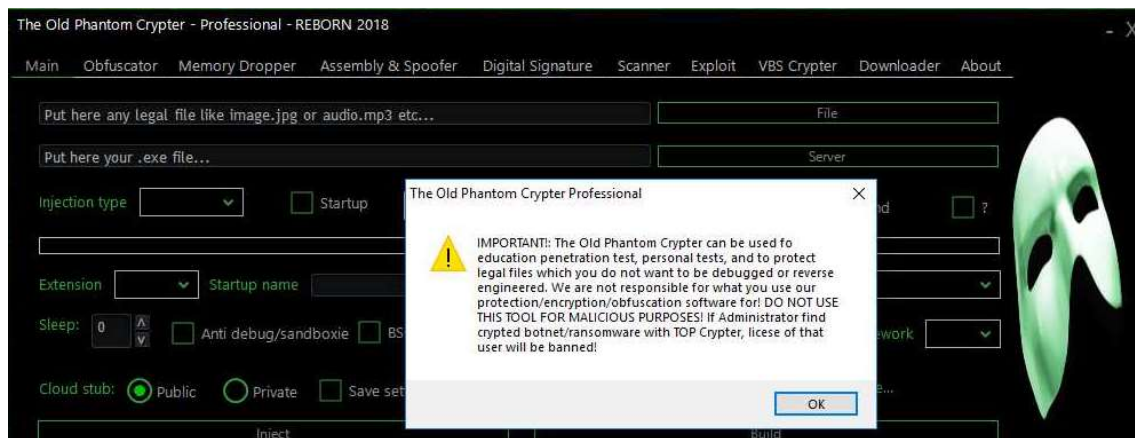 The Old Phantom Crypter - Professional - REBORN 2018
- X
Main Obfuscator Memory Dropper Assembly & Spoofer Digital Signature Scanner Exploit VBS Crypter Downloader About
Put here any legal file like image.jpg or audio.mp3 etc...
File
Put here your .exe file...
Server
Injection type
Startup
?
The Old Phantom Crypter Professional
IMPORTANT!: The Old Phantom Crypter can be used fo
education penetration test, personal tests, and to protect
legal files which you do not want to be debugged or reverse
engineered. We are not responsible for what you use our
protection/encryption/obfuscation software for! DO NOT USE
THIS TOOL FOR MALICIOUS PURPOSES! If Administrator find
crypted botnet/ransomware with TOP Crypter, licese of that
user will be banned!
OK
Extension
Startup name
Sleep: 0
Anti debug/sandboxie
BS
Cloud stub: Public Private
Save set
Inject
Build